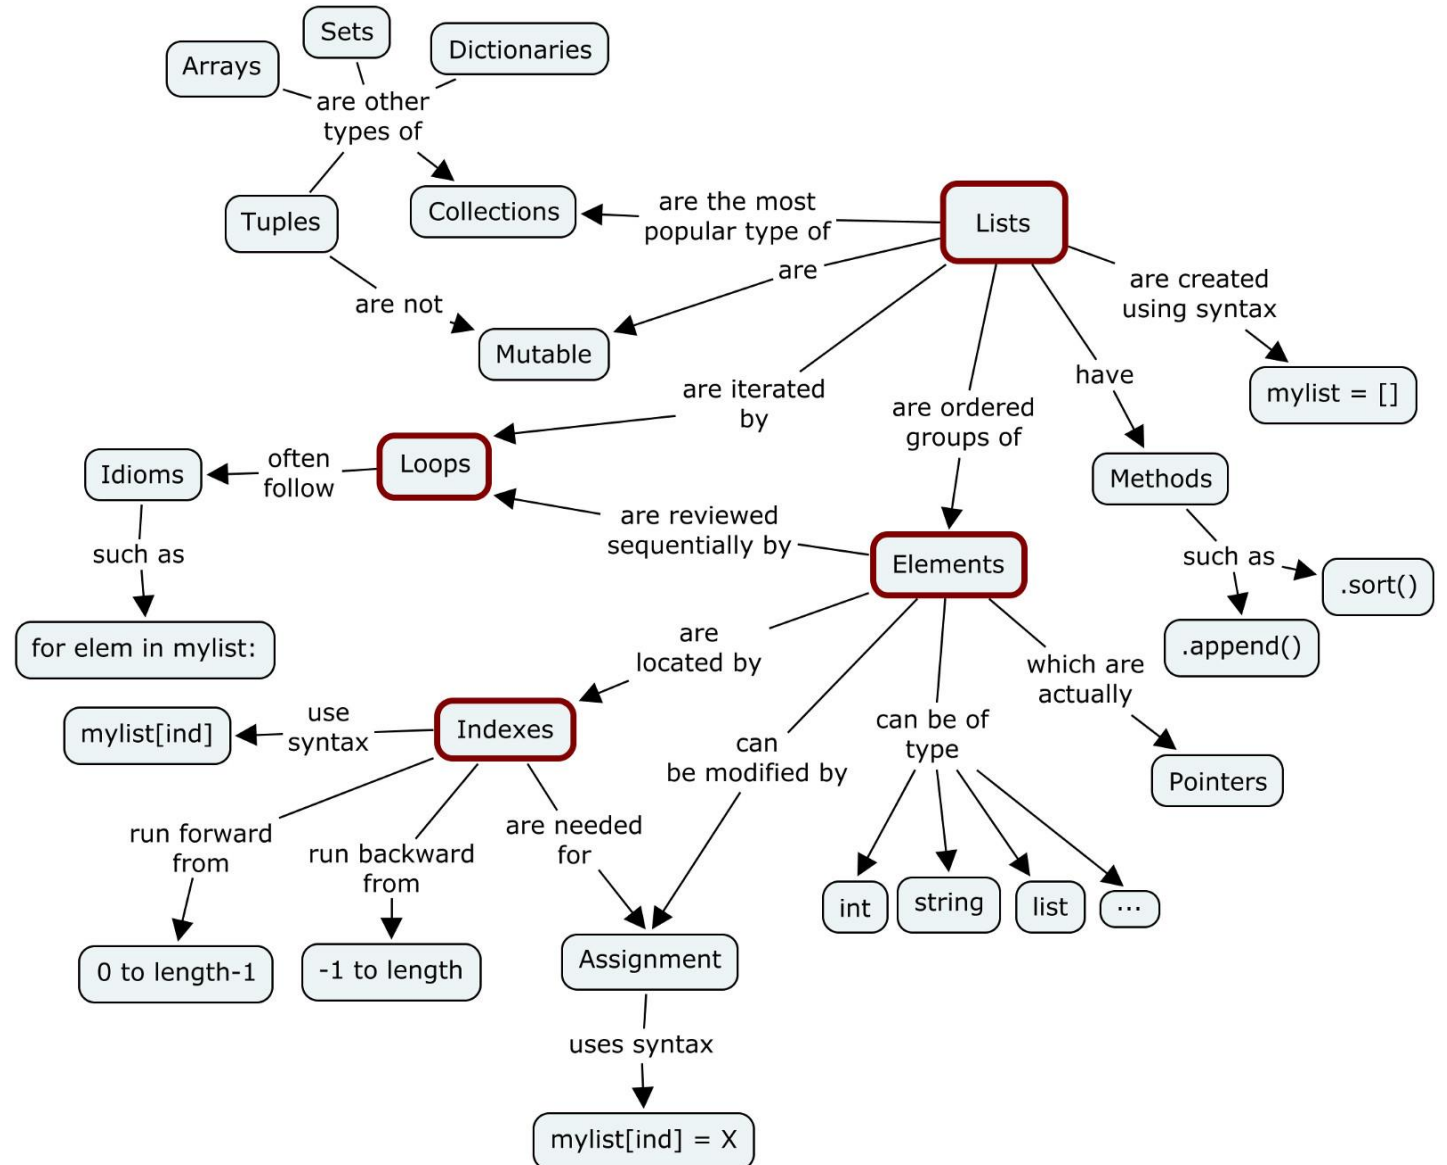 Sets
Dictionaries
Arrays
are other
types of
Tuples
Collections
are the most
popular type of
Lists
are
are not
Mutable
are created
using syntax
mylist = []
are iterated
by
are ordered
groups of
have
Loops
often
follow
Idioms
Methods
such as
are reviewed
sequentially by
Elements
such as
.sort()
.append()
for elem in mylist:
are
located by
which are
actually
mylist[ind]
use
syntax
Indexes
can
be modified by
can be of
type
Pointers
run forward
from
run backward
from
are needed
for
int
string
list
...
0 to length-1
-1 to length
Assignment
uses syntax
mylist[ind] = X